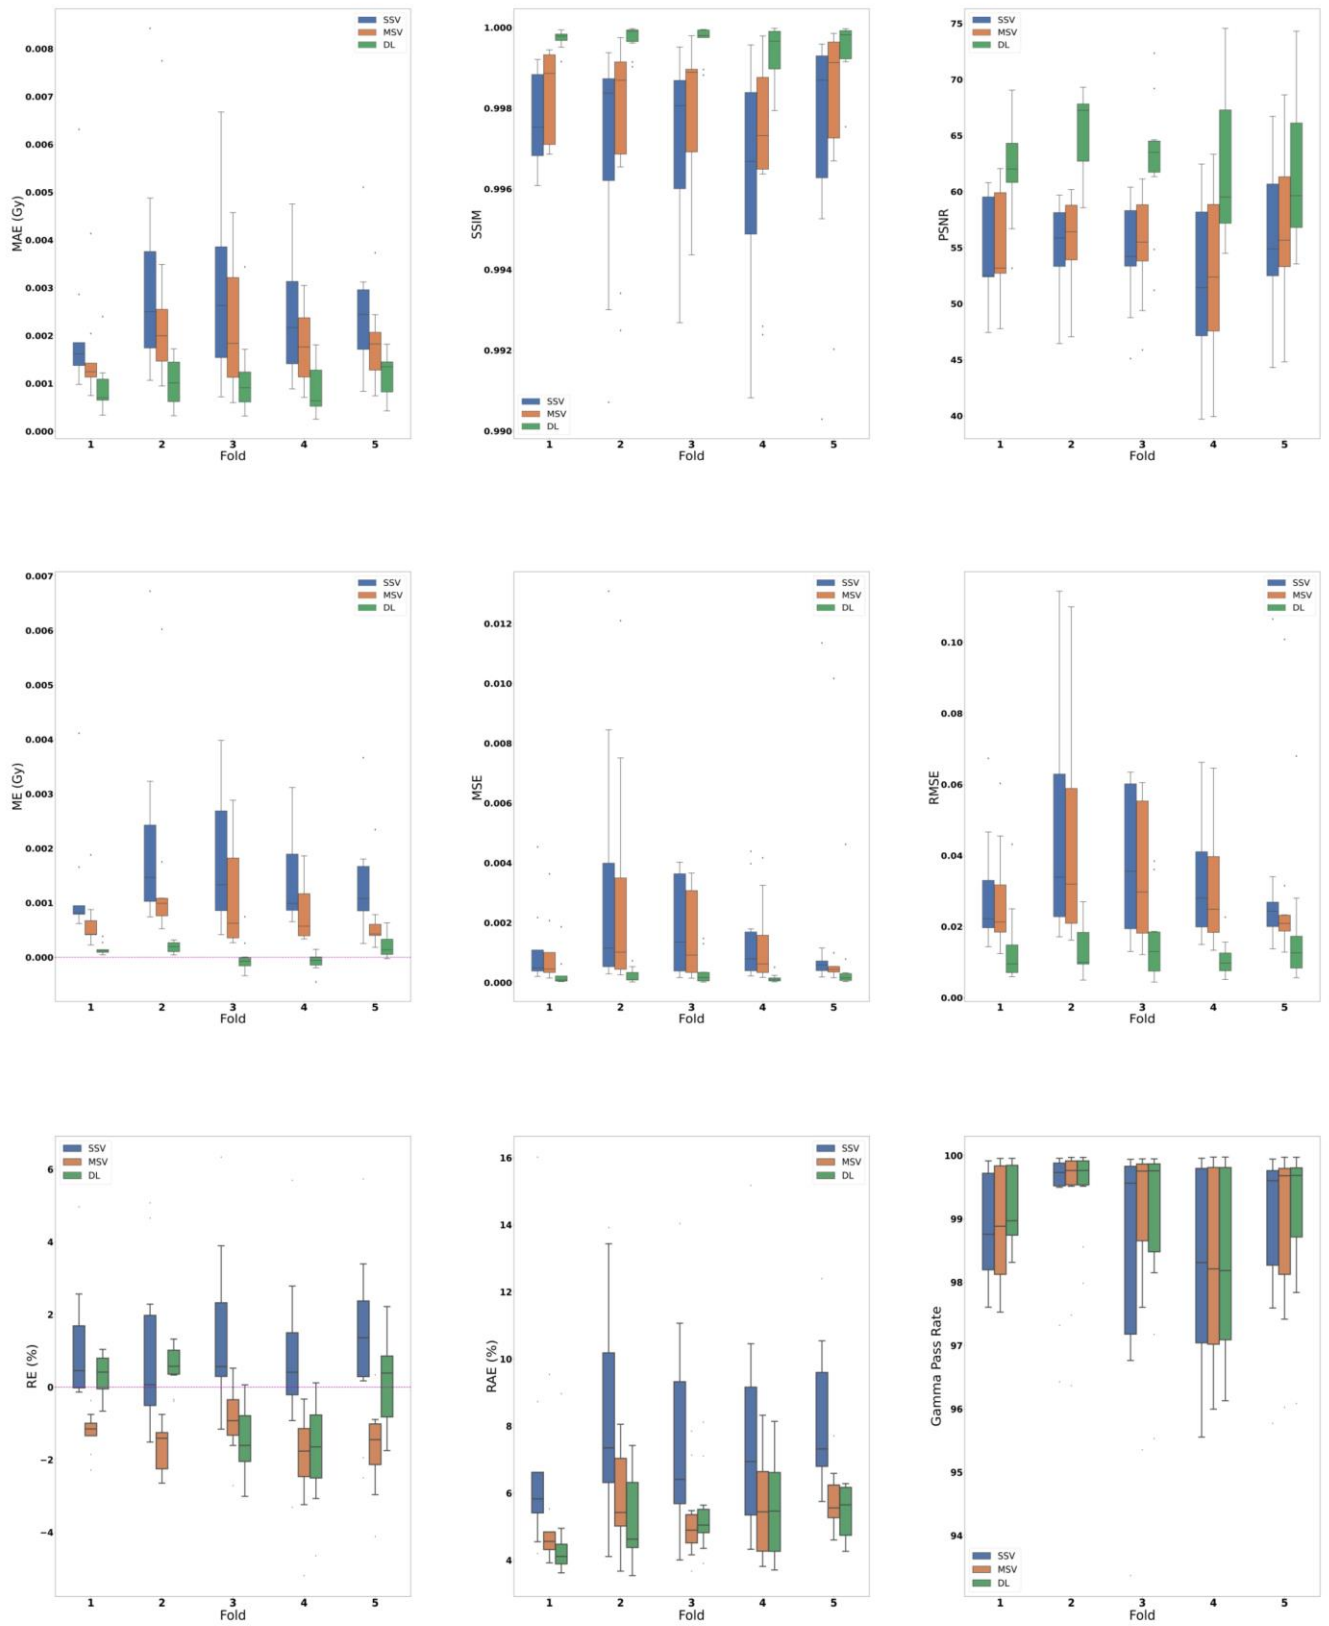 SSV
MSV
DL
0.008
0.007
0.006
0.005
0.004
0.003
0.002
0.001
0.000
MAE (Gy)
1 2 3 4 5
Fold
1.000
0.998
0.996
0.994
0.992
0.990
SSIM
SSV
MSV
DL
1 2 3 4 5
Fold
75
70
65
60
55
50
45
40
PSNR
SSV
MSV
DL
1 2 3 4 5
Fold
0.007
0.006
0.005
0.004
0.003
0.002
0.001
0.000
ME (Gy)
SSV
MSV
DL
1 2 3 4 5
Fold
0.012
0.010
0.008
0.006
0.004
0.002
0.000
MSE
SSV
MSV
DL
1 2 3 4 5
Fold
0.10
0.08
0.06
0.04
0.02
0.00
RMSE
SSV
MSV
DL
1 2 3 4 5
Fold
6
4
2
0
−2
−4
RE (%)
SSV
MSV
DL
1 2 3 4 5
Fold
16
14
12
10
8
6
4
RAE (%)
SSV
MSV
DL
1 2 3 4 5
Fold
100
99
98
97
96
95
94
Gamma Pass Rate
SSV
MSV
DL
1 2 3 4 5
Fold